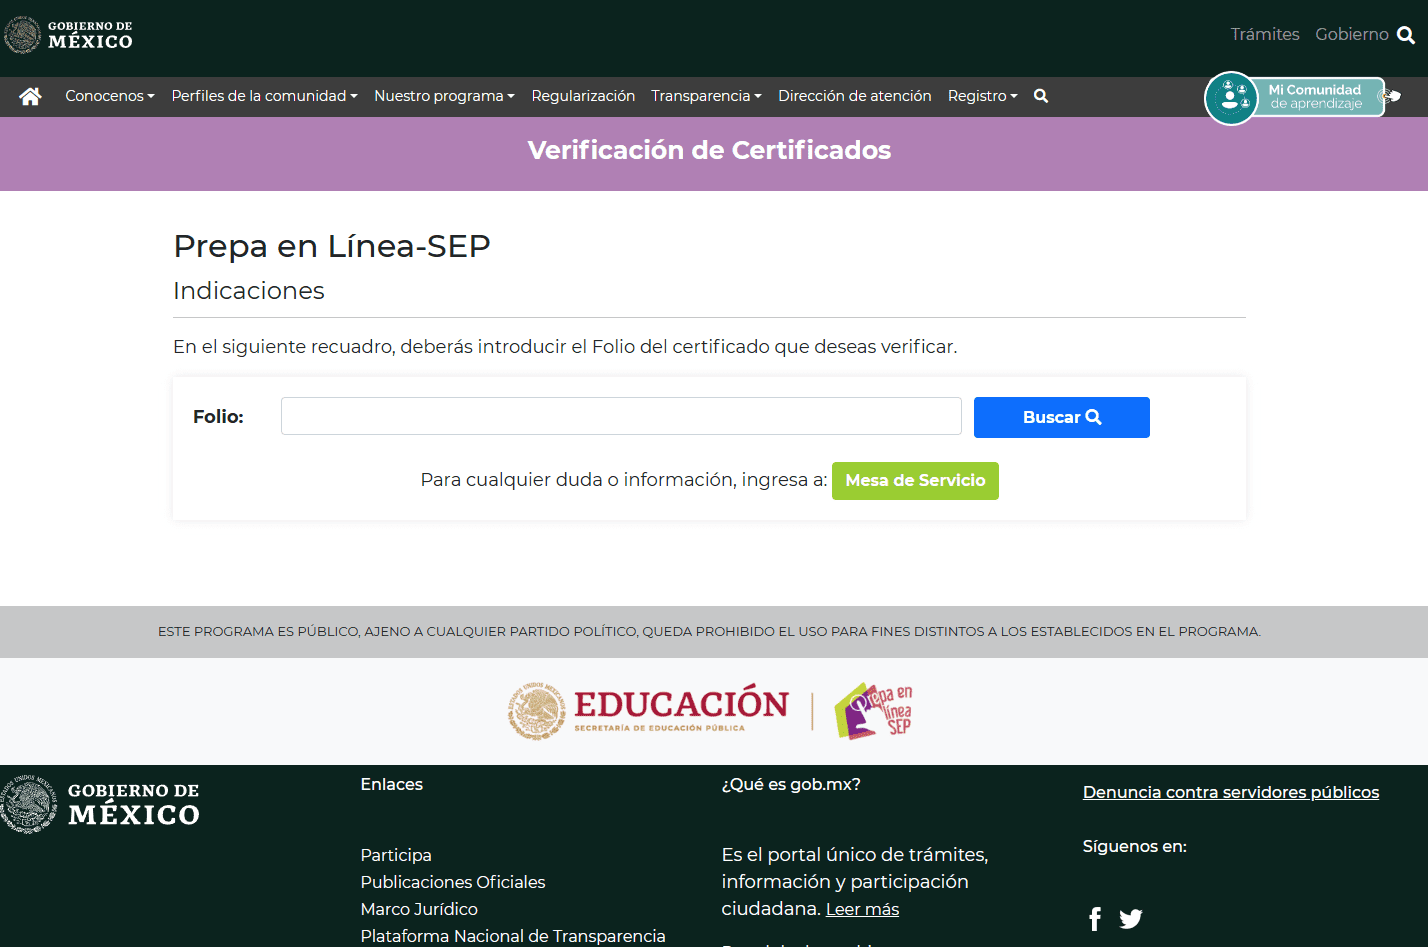 GOBIERNO DE
MÉXICO
Trámites Gobierno
Conocenos Perfiles de la comunidad Nuestro programa Regularización Transparencia Dirección de atención Registro
Mi Comunidad
de aprendizaje
Verificación de Certificados
Prepa en Línea-SEP
Indicaciones
En el siguiente recuadro, deberás introducir el Folio del certificado que deseas verificar.
Folio:
Buscar
Para cualquier duda o información, ingresa a: Mesa de Servicio
ESTE PROGRAMA ES PÚBLICO, AJENO A CUALQUIER PARTIDO POLÍTICO, QUEDA PROHIBIDO EL USO PARA FINES DISTINTOS A LOS ESTABLECIDOS EN EL PROGRAMA.
EDUCACIÓN
SECRETARÍA DE EDUCACIÓN PÚBLICA
Prepa en
línea
SEP
GOBIERNO DE
MÉXICO
Enlaces
Participa
Publicaciones Oficiales
Marco Jurídico
Plataforma Nacional de Transparencia
¿Qué es gob.mx?
Es el portal único de trámites,
información y participación
ciudadana. Leer más
Denuncia contra servidores públicos
Síguenos en: